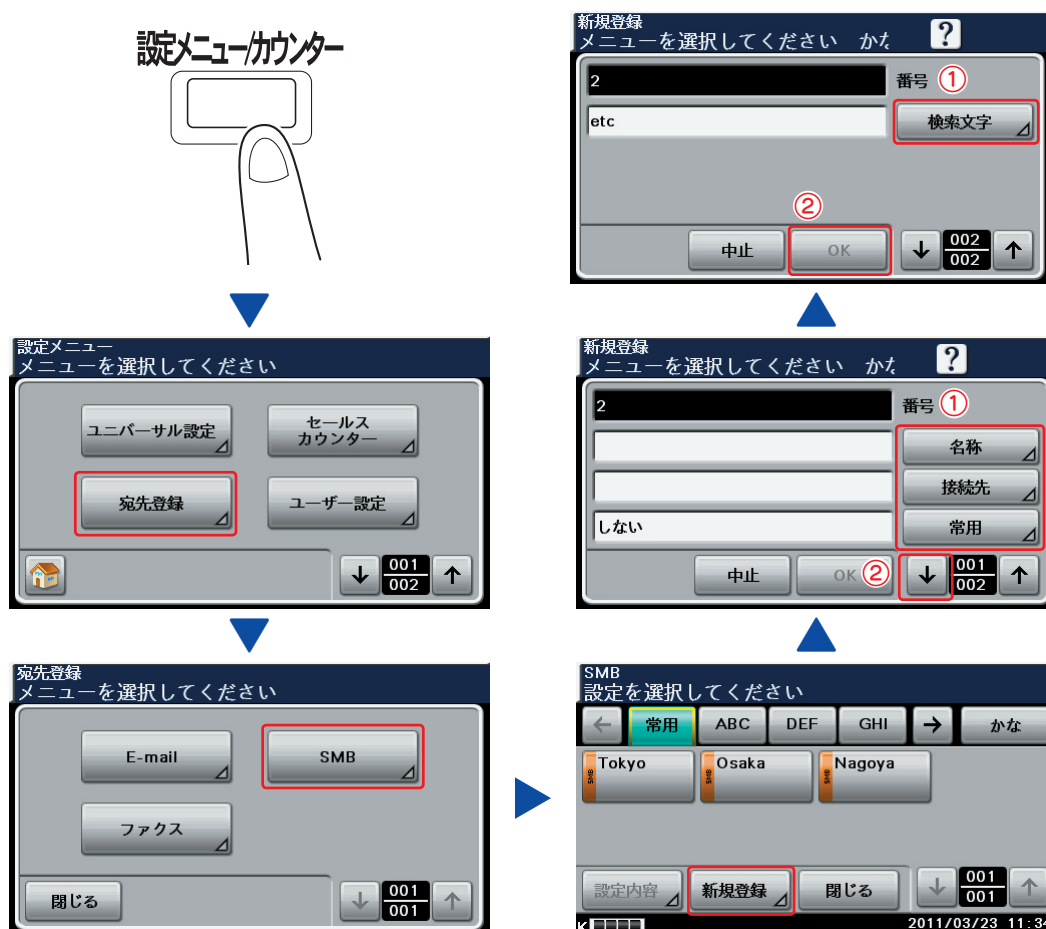 設定メニュー/カウンター
設定メニュー
メニューを選択してください
ユニバーサル設定
セールス
カウンター
宛先登録
ユーザー設定
001
002
宛先登録
メニューを選択してください
E-mail
SMB
ファクス
閉じる
001
001
SMB
設定を選択してください
常用
ABC
DEF
GHI
かな
SMB
Tokyo
SMB
Osaka
SMB
Nagoya
設定内容
新規登録
閉じる
001
001
K
2011/03/23 11:34
新規登録
メニューを選択してください かな
?
2
番号 ①
名称
接続先
しない
常用
中止
OK
②
001
002
新規登録
メニューを選択してください かな
?
2
番号 ①
etc
検索文字
②
中止
OK
002
002